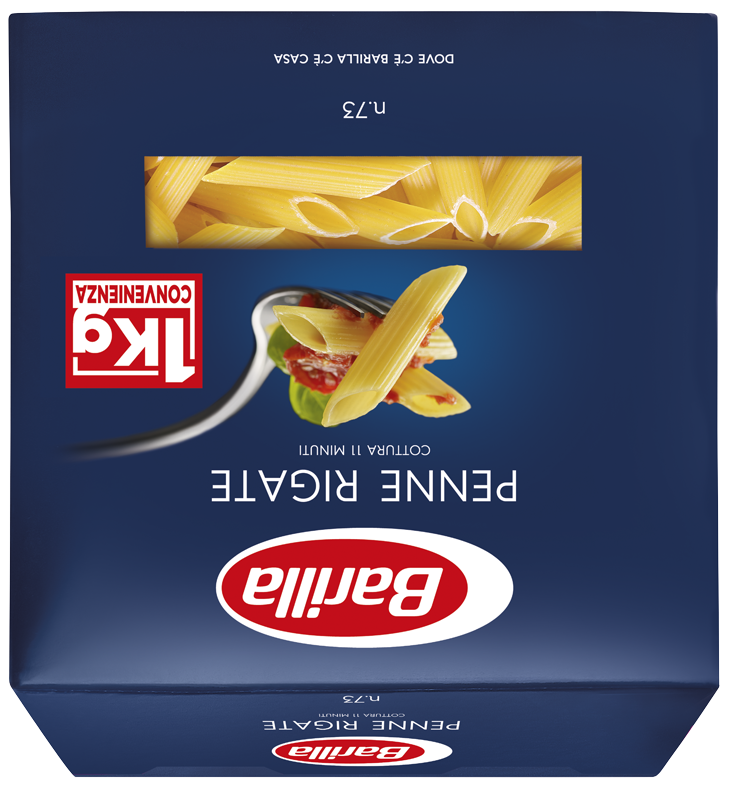 Barilla
PENNE RIGATE
COTTURA 11 MINUTI
n.73
Barilla
PENNE RIGATE
COTTURA 11 MINUTI
1Kg
CONVENIENZA
n.73
DOVE C'È BARILLA C'È CASA